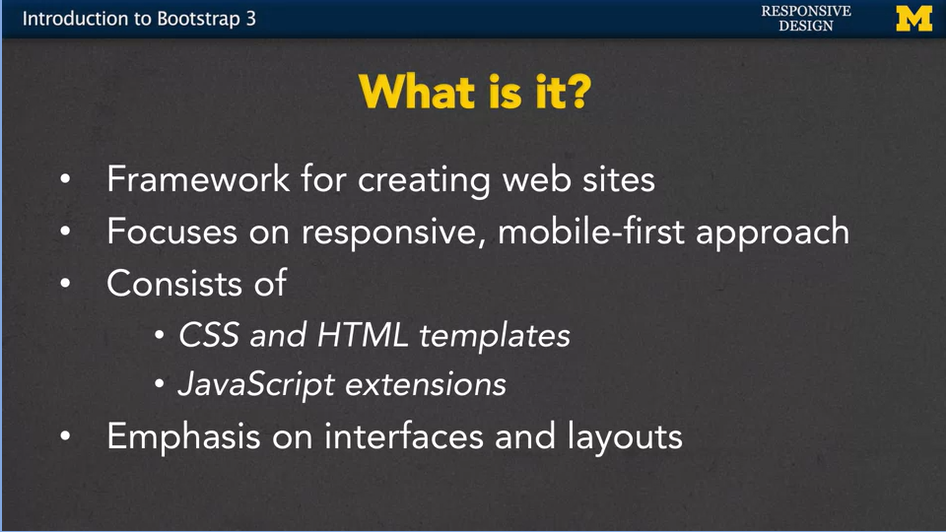 Introduction to Bootstrap 3
RESPONSIVE
DESIGN
M
What is it?
• Framework for creating web sites
• Focuses on responsive, mobile-first approach
• Consists of
• CSS and HTML templates
• JavaScript extensions
• Emphasis on interfaces and layouts